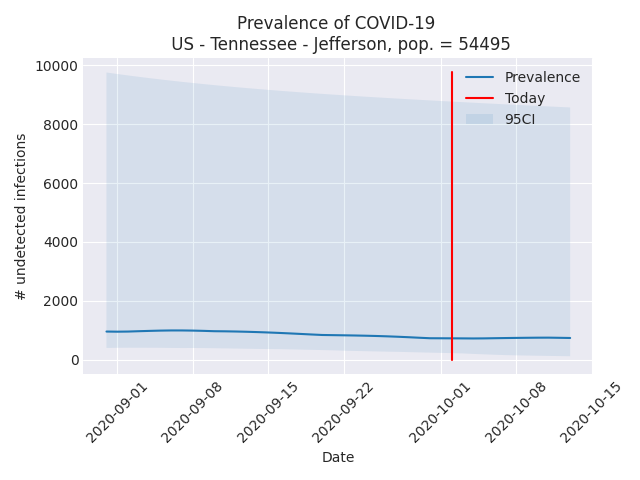 Prevalence of COVID-19
US - Tennessee - Jefferson, pop. = 54495
10000
8000
6000
4000
2000
0
# undetected infections
Prevalence
Today
95CI
2020-09-01
2020-09-08
2020-09-15
2020-09-22
2020-10-01
2020-10-08
2020-10-15
Date